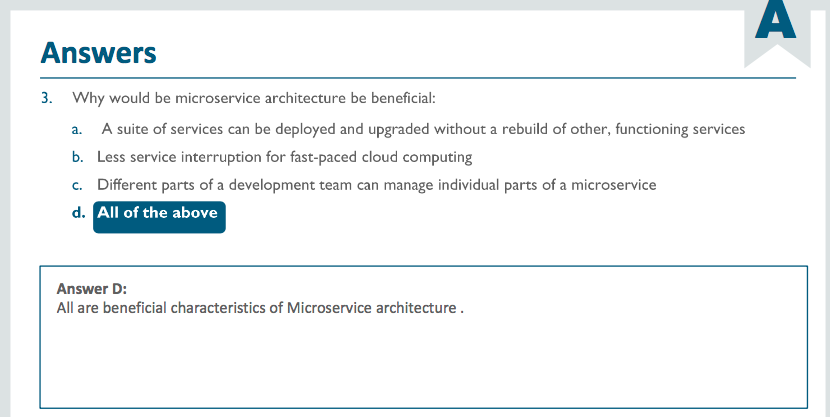 A
Answers
3. Why would be microservice architecture be beneficial:
a. A suite of services can be deployed and upgraded without a rebuild of other, functioning services
b. Less service interruption for fast-paced cloud computing
c. Different parts of a development team can manage individual parts of a microservice
d. All of the above
Answer D:
All are beneficial characteristics of Microservice architecture .